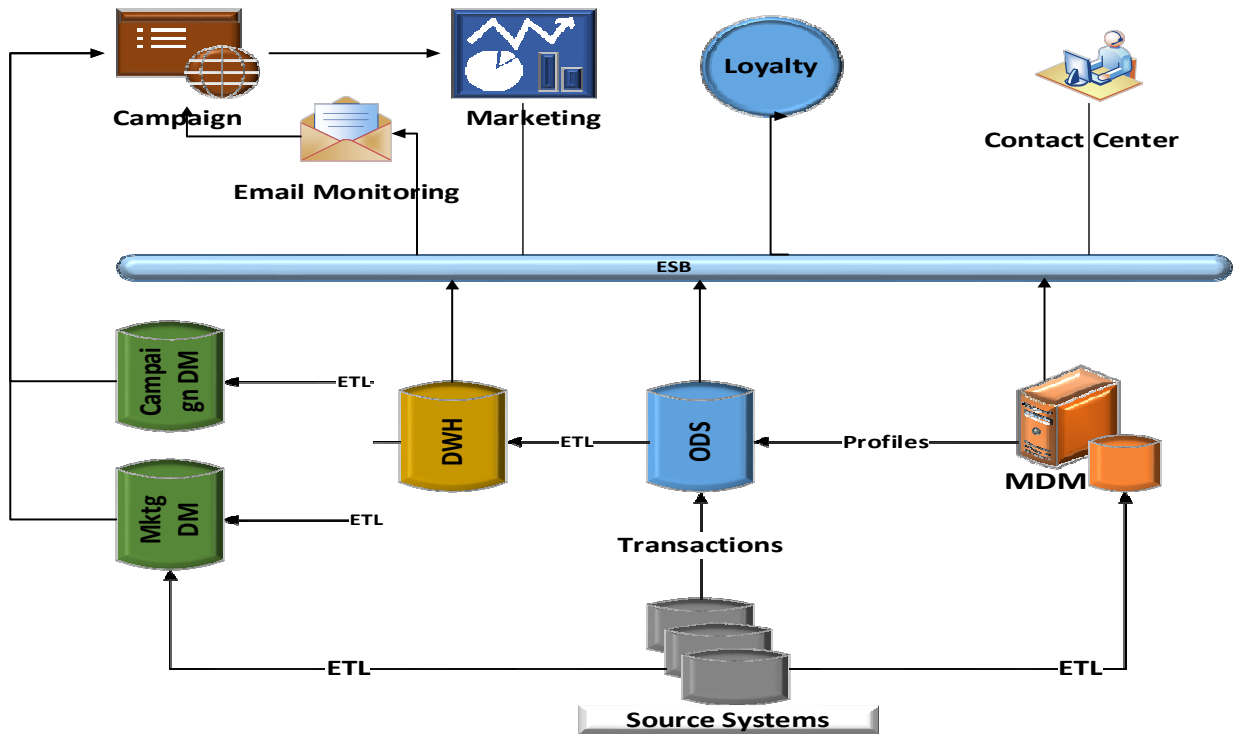 Loyalty
Campaign
Marketing
Contact Center
Email Monitoring
ESB
Campai
gn DM
ETL
DWH
ETL
ODS
Profiles
MDM
Mktg
DM
ETL
Transactions
ETL
ETL
Source Systems